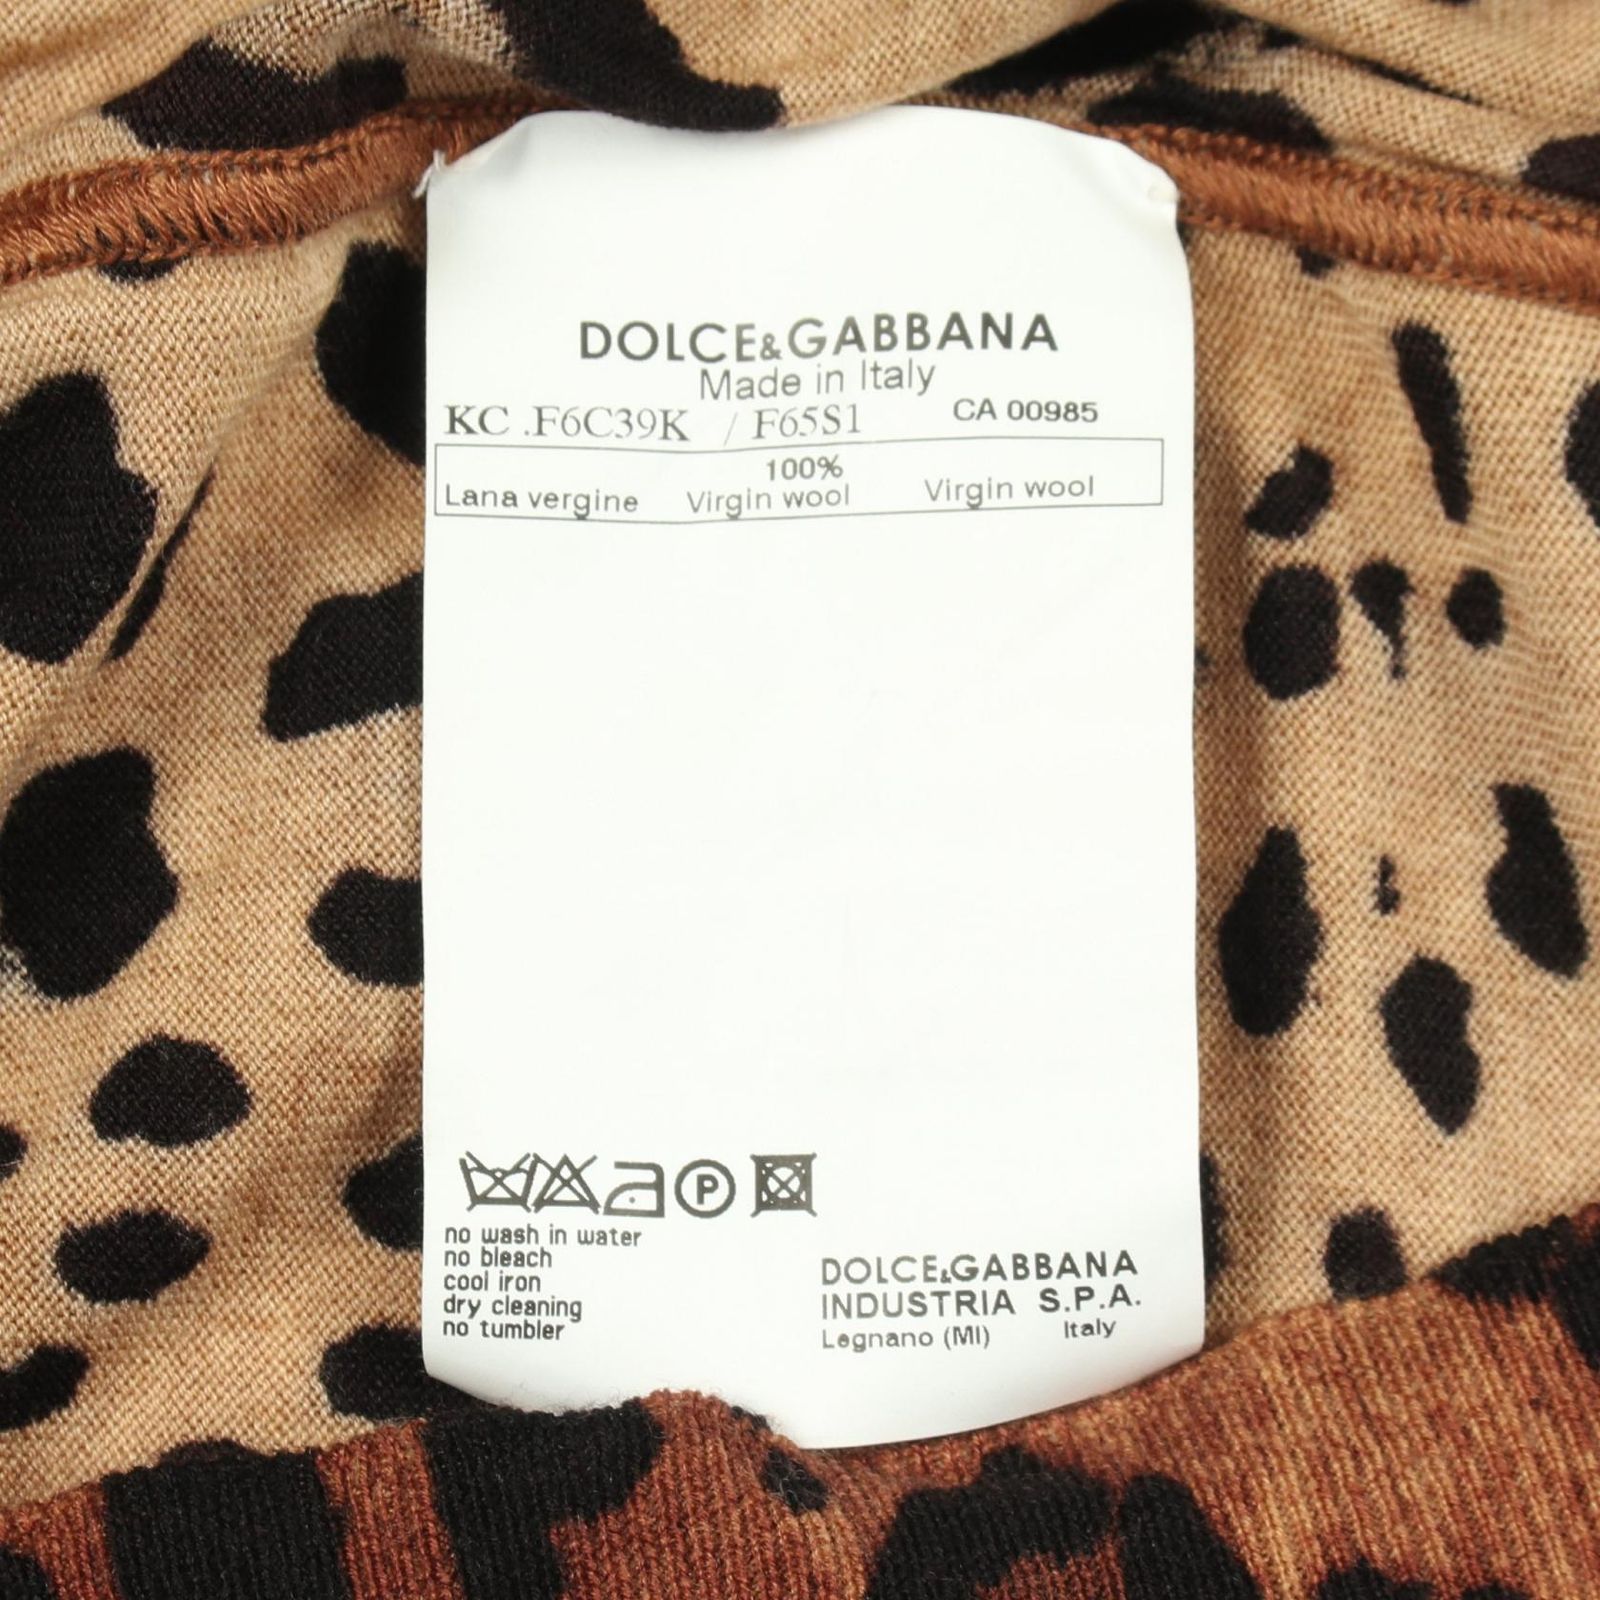 DOLCE&GABBANA
Made in Italy
KC .F6C39K / F65S1 CA 00985
100%
Lana vergine Virgin wool Virgin wool
P
no wash in water
no bleach
cool iron
dry cleaning
no tumbler
DOLCE&GABBANA
INDUSTRIA S.P.A.
Legnano (MI) Italy